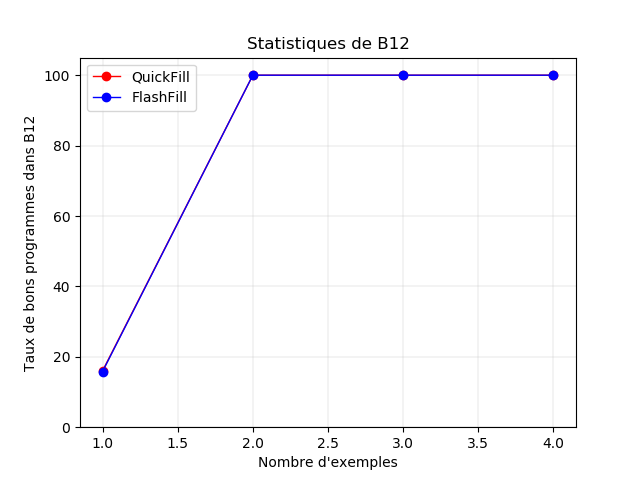 Statistiques de B12
QuickFill
FlashFill
Taux de bons programmes dans B12
100
80
60
40
20
0
1.0 1.5 2.0 2.5 3.0 3.5 4.0
Nombre d'exemples